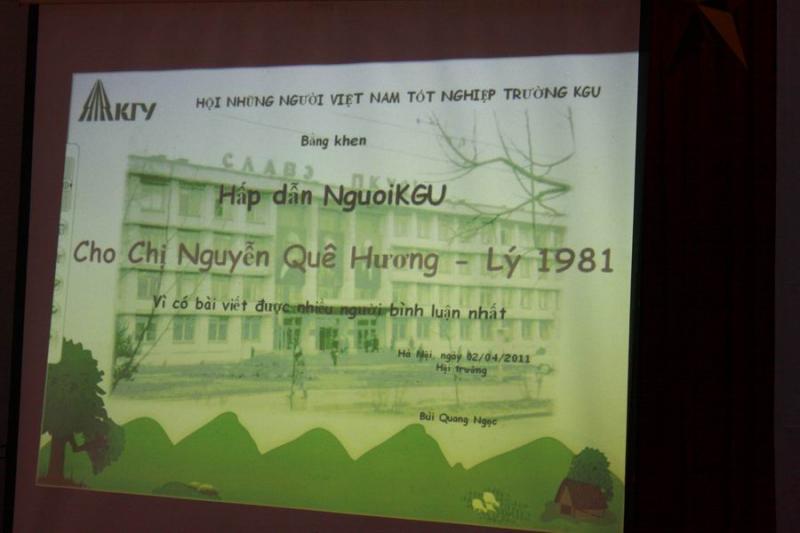 КГУ
HỘI NHỮNG NGƯỜI VIỆT NAM TỐT NGHIỆP TRƯỜNG KGU
Bằng khen
СЛАВЭ
Hấp dẫn NguoiKGU
Cho Chị Nguyễn Quê Hương - Lý 1981
Vì có bài viết được nhiều người bình luận nhất
Hà Nội, ngày 02/04/2011
Hội trưởng
Bùi Quang Ngọc